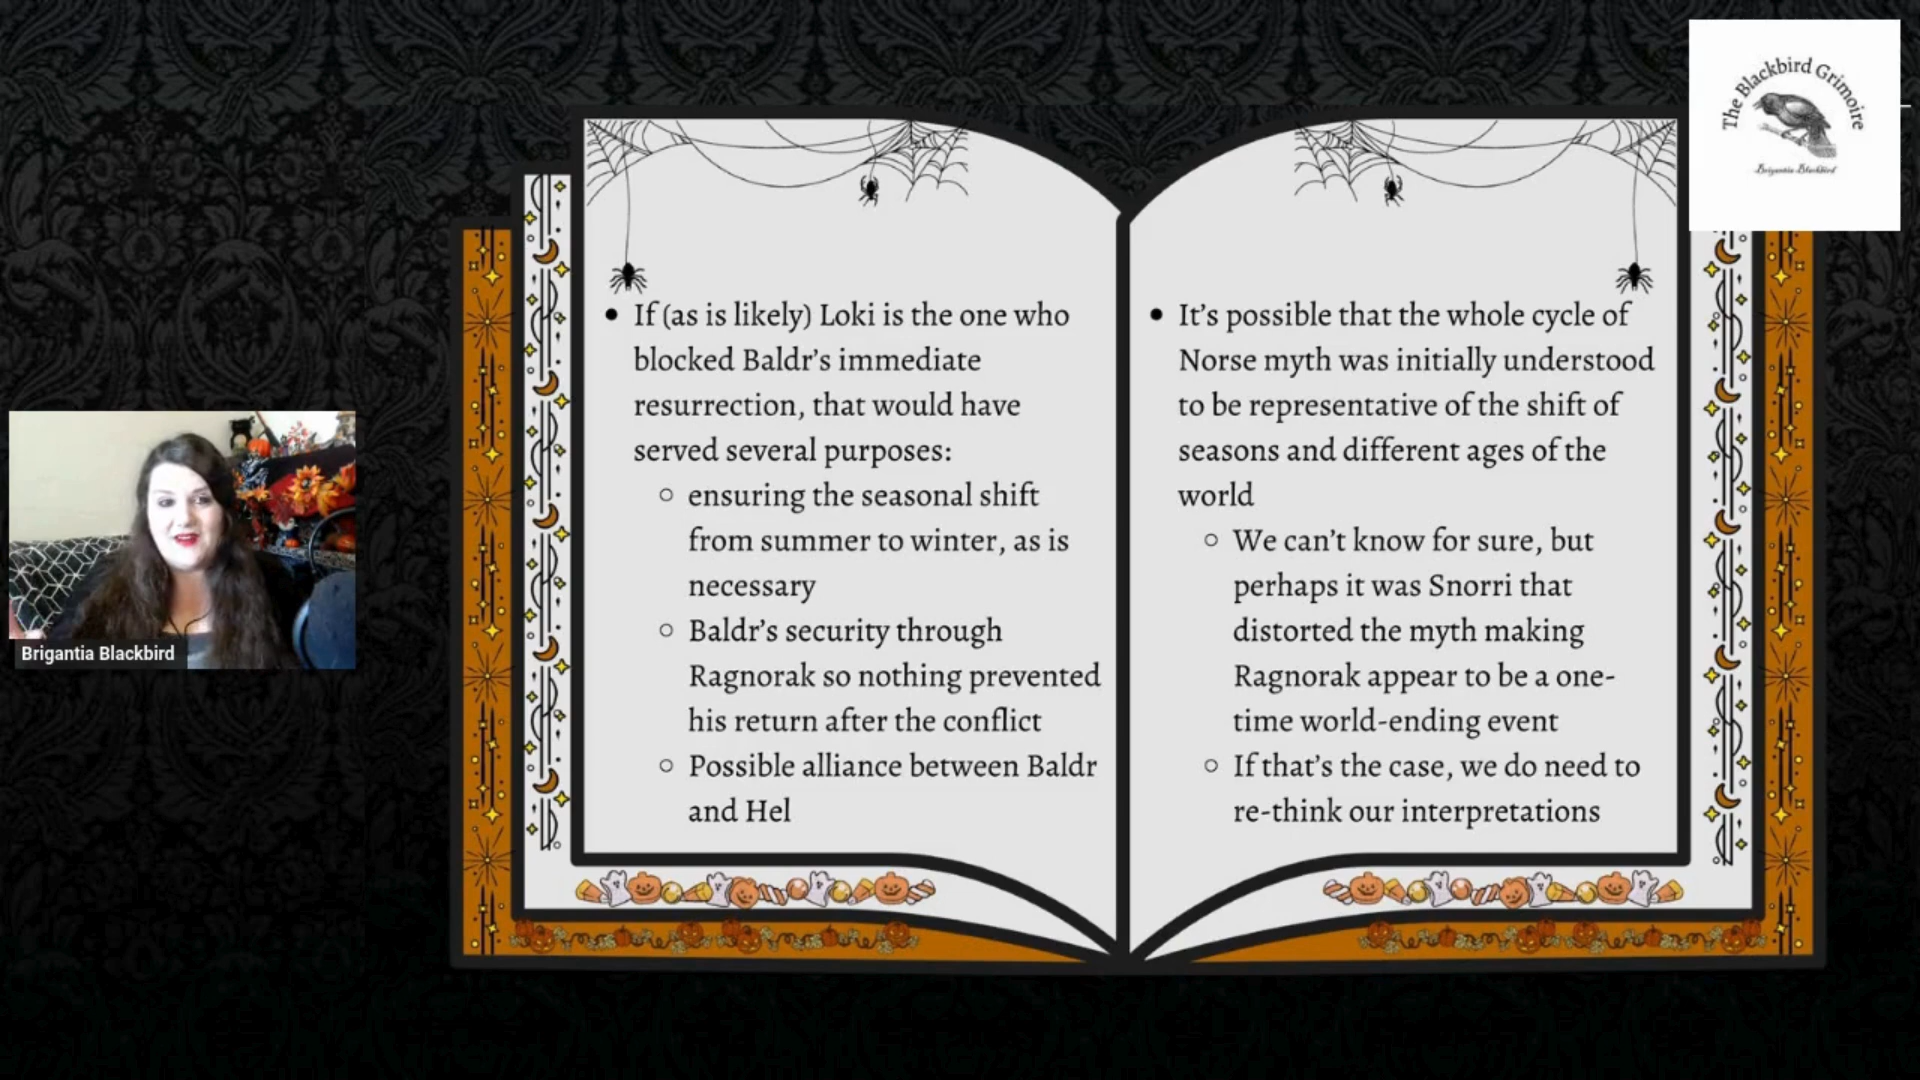 The Blackbird Grimoire
Brigantia Blackbird
• If (as is likely) Loki is the one who
blocked Baldr’s immediate
resurrection, that would have
served several purposes:
○ ensuring the seasonal shift
from summer to winter, as is
necessary
○ Baldr’s security through
Ragnorak so nothing prevented
his return after the conflict
○ Possible alliance between Baldr
and Hel
• It’s possible that the whole cycle of
Norse myth was initially understood
to be representative of the shift of
seasons and different ages of the
world
○ We can’t know for sure, but
perhaps it was Snorri that
distorted the myth making
Ragnorak appear to be a one-
time world-ending event
○ If that’s the case, we do need to
re-think our interpretations
Brigantia Blackbird